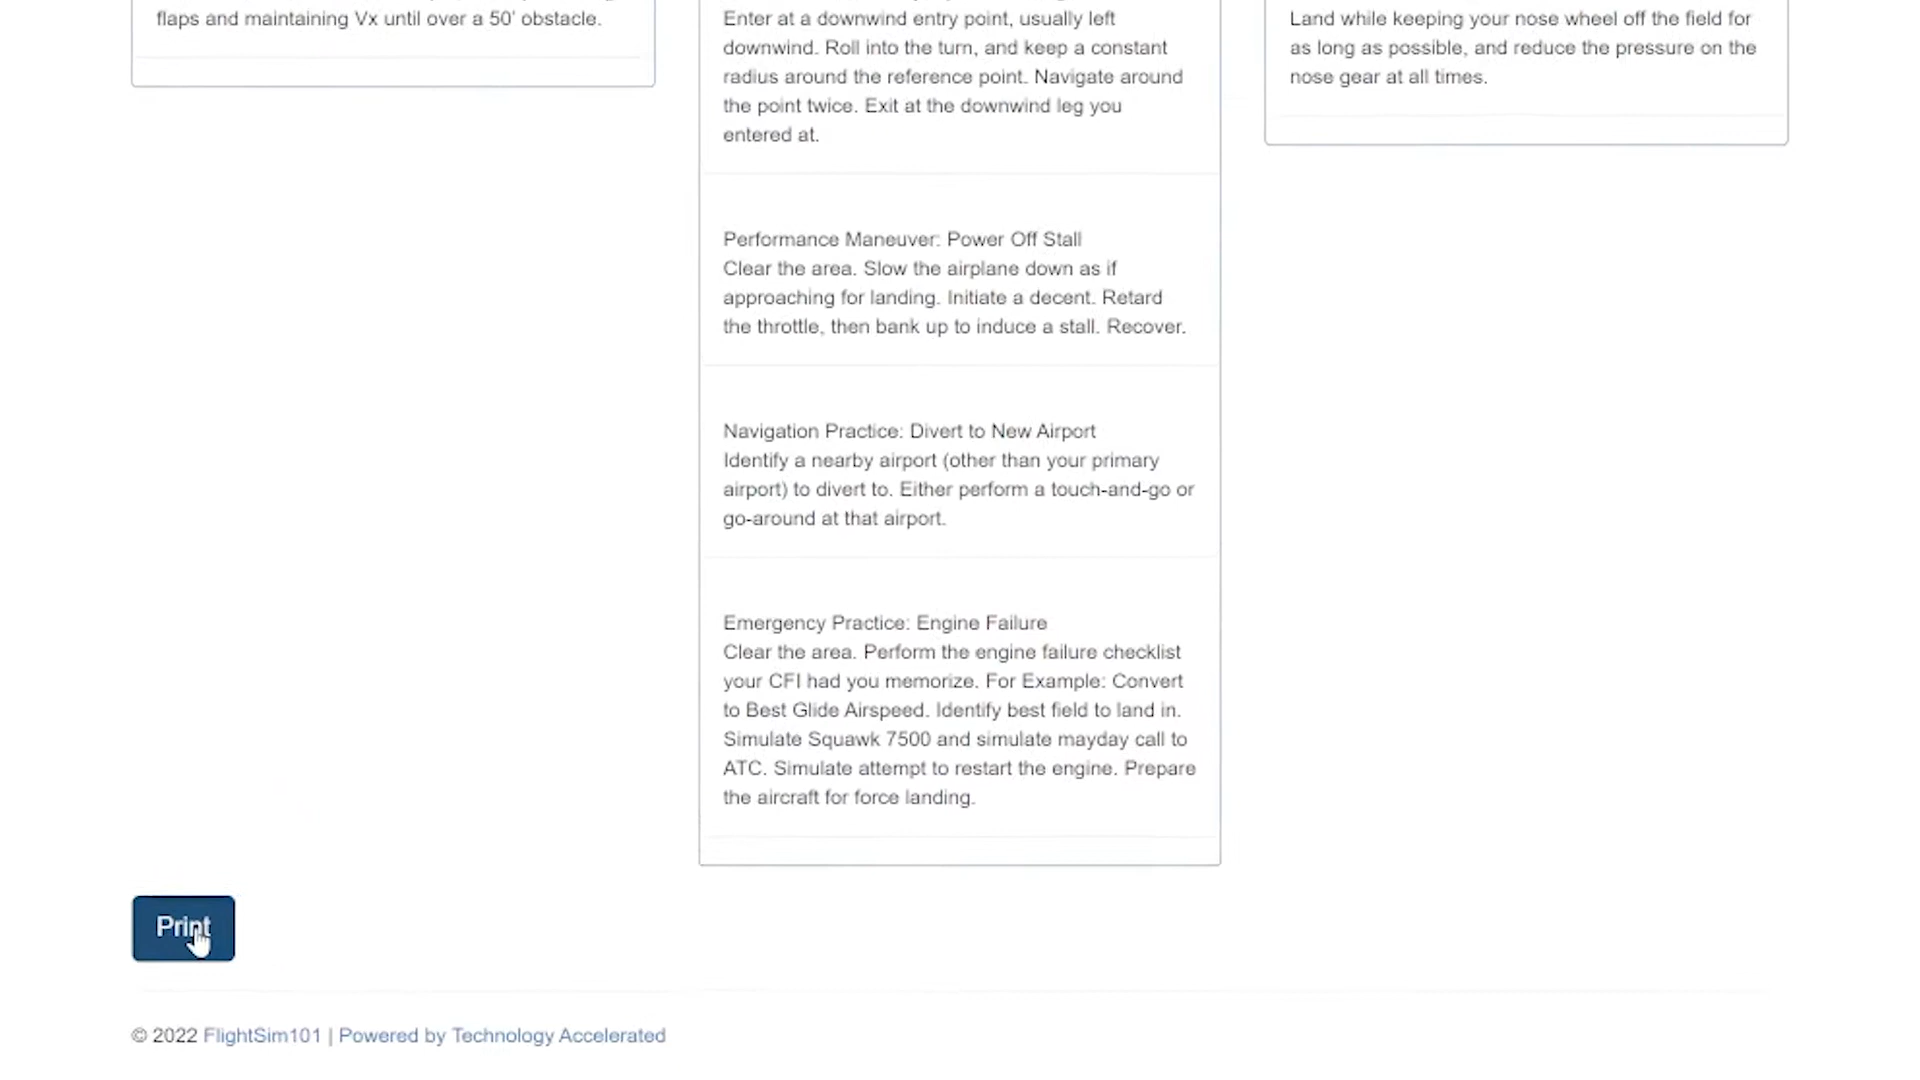 flaps and maintaining Vx until over a 50' obstacle.
Enter at a downwind entry point, usually left
downwind. Roll into the turn, and keep a constant
radius around the reference point. Navigate around
the point twice. Exit at the downwind leg you
entered at.
Performance Maneuver: Power Off Stall
Clear the area. Slow the airplane down as if
approaching for landing. Initiate a decent. Retard
the throttle, then bank up to induce a stall. Recover.
Navigation Practice: Divert to New Airport
Identify a nearby airport (other than your primary
airport) to divert to. Either perform a touch-and-go or
go-around at that airport.
Emergency Practice: Engine Failure
Clear the area. Perform the engine failure checklist
your CFI had you memorize. For Example: Convert
to Best Glide Airspeed. Identify best field to land in.
Simulate Squawk 7500 and simulate mayday call to
ATC. Simulate attempt to restart the engine. Prepare
the aircraft for force landing.
Land while keeping your nose wheel off the field for
as long as possible, and reduce the pressure on the
nose gear at all times.
Print
© 2022 FlightSim101 | Powered by Technology Accelerated